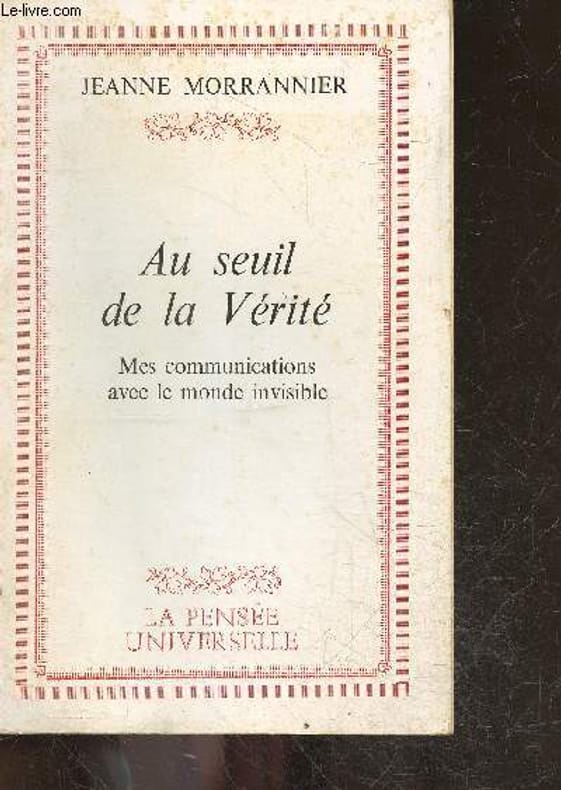 Le-livre.com
JEANNE MORRANNIER
Au seuil
de la Vérité
Mes communications
avec le monde invisible
LA PENSÉE
UNIVERSELLE